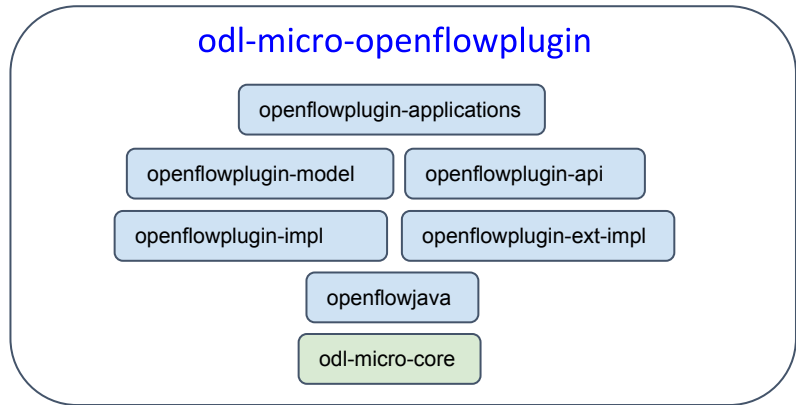 odl-micro-openflowplugin
openflowplugin-applications
openflowplugin-model
openflowplugin-api
openflowplugin-impl
openflowplugin-ext-impl
openflowjava
odl-micro-core